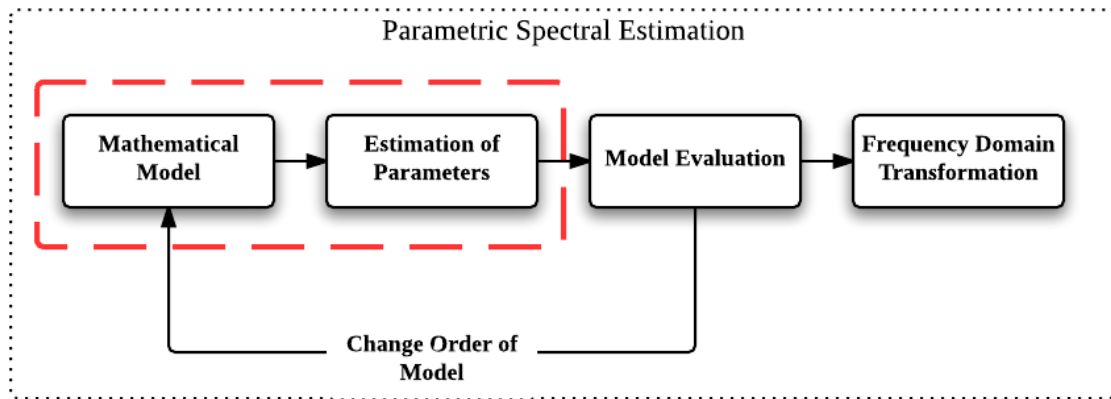 Parametric Spectral Estimation
Mathematical
Model
Estimation of
Parameters
Model Evaluation
Frequency Domain
Transformation
Change Order of
Model